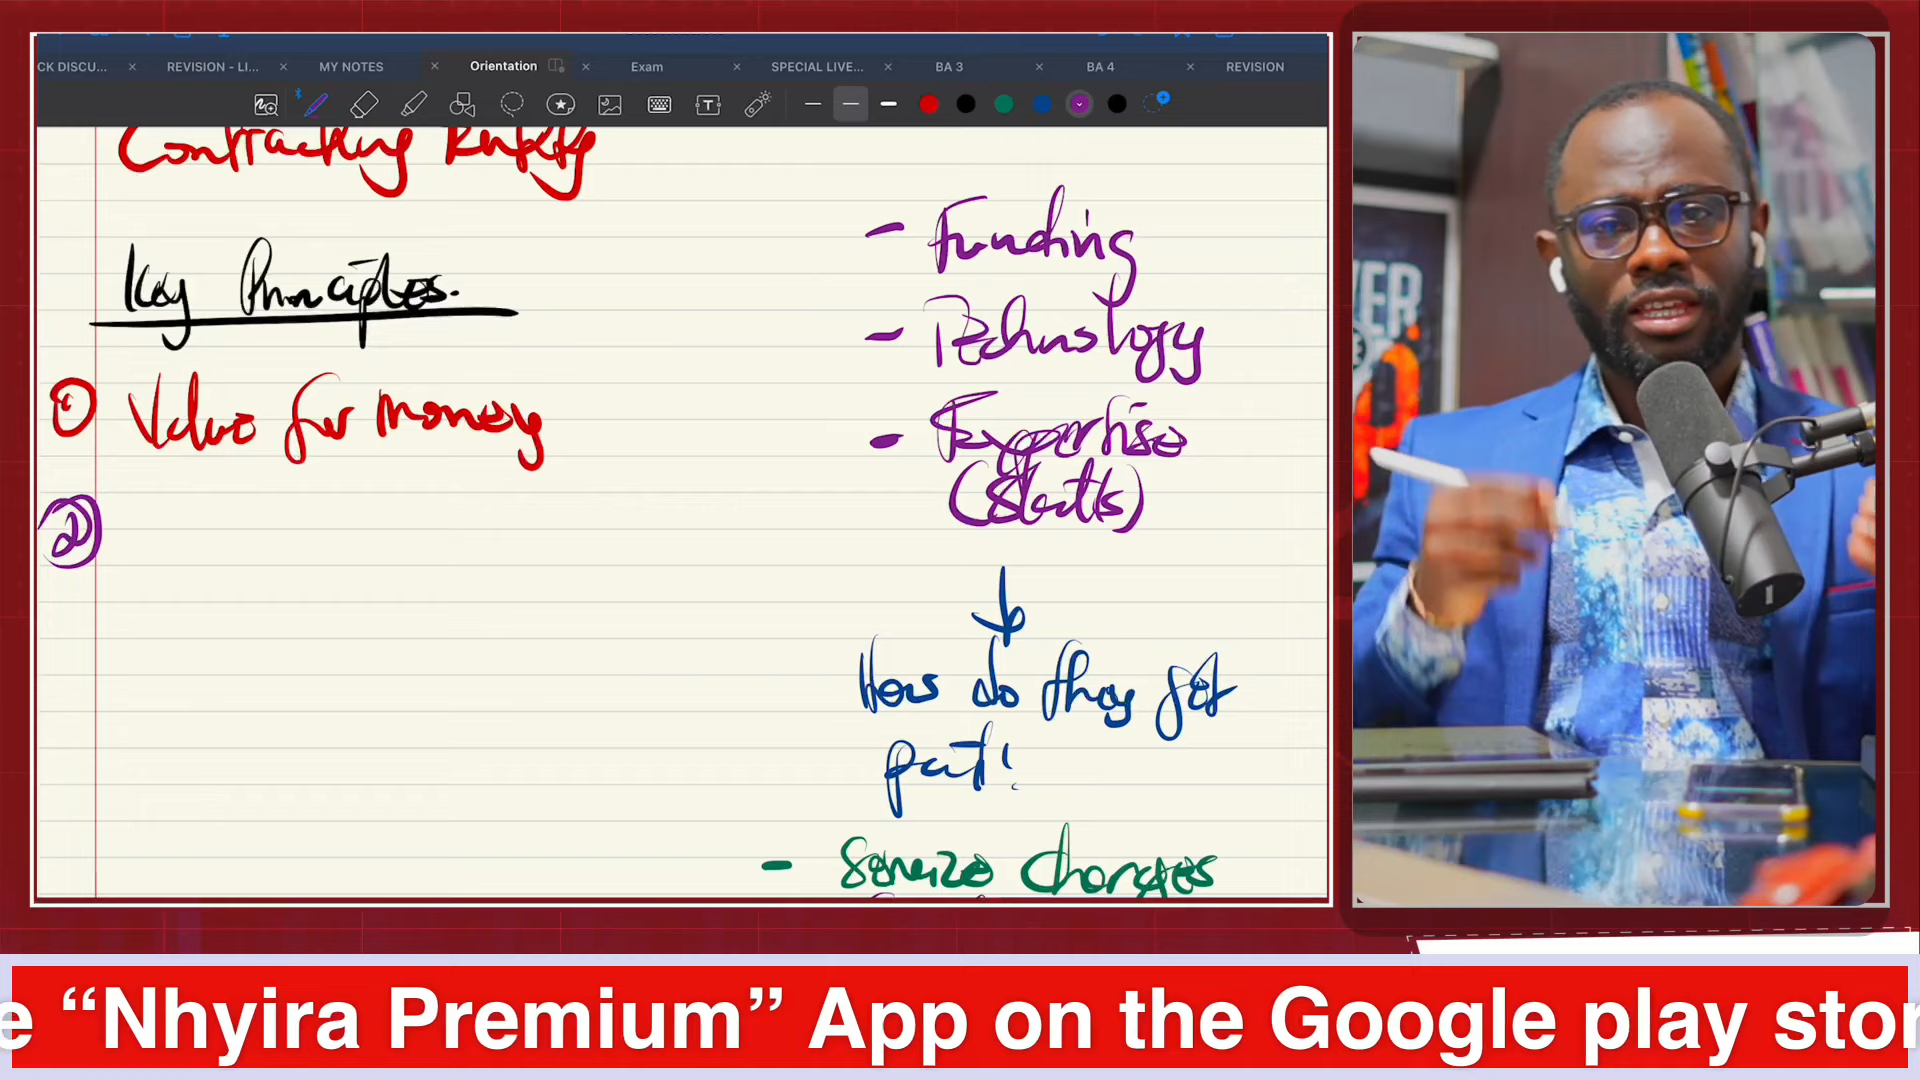 CK DISCU... REVISION - LI... MY NOTES Orientation Exam SPECIAL LIVE... BA 3 BA 4 REVISION
Contracting Entity
Key Principles.
1 Value for money
2
- Funding
- Technology
- Expertise
(Skills)
How do they get
paid?
- Service Charges
e “Nhyira Premium” App on the Google play stor